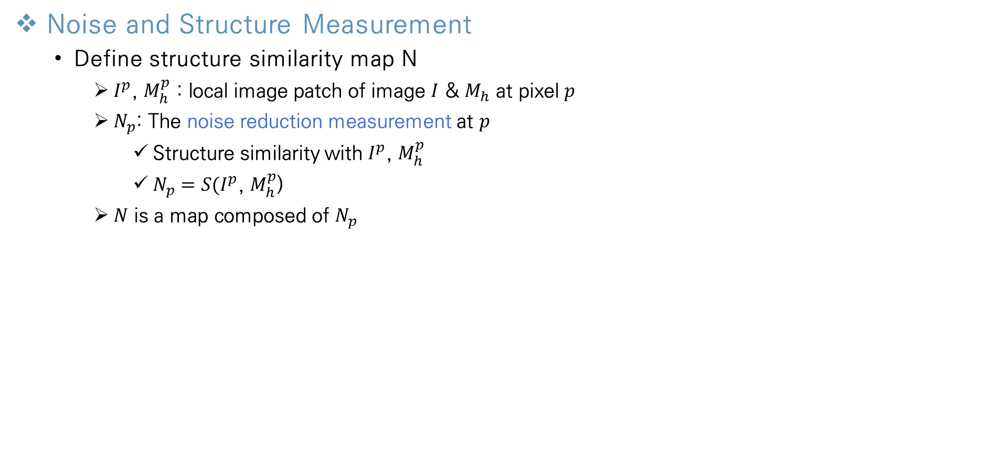 ❖ Noise and Structure Measurement
• Define structure similarity map N
➢ $I^p$, $M_h^p$ : local image patch of image $I$ & $M_h$ at pixel $p$
➢ $N_p$: The noise reduction measurement at $p$
✓ Structure similarity with $I^p$, $M_h^p$
✓ $N_p = S(I^p, M_h^p)$
➢ $N$ is a map composed of $N_p$